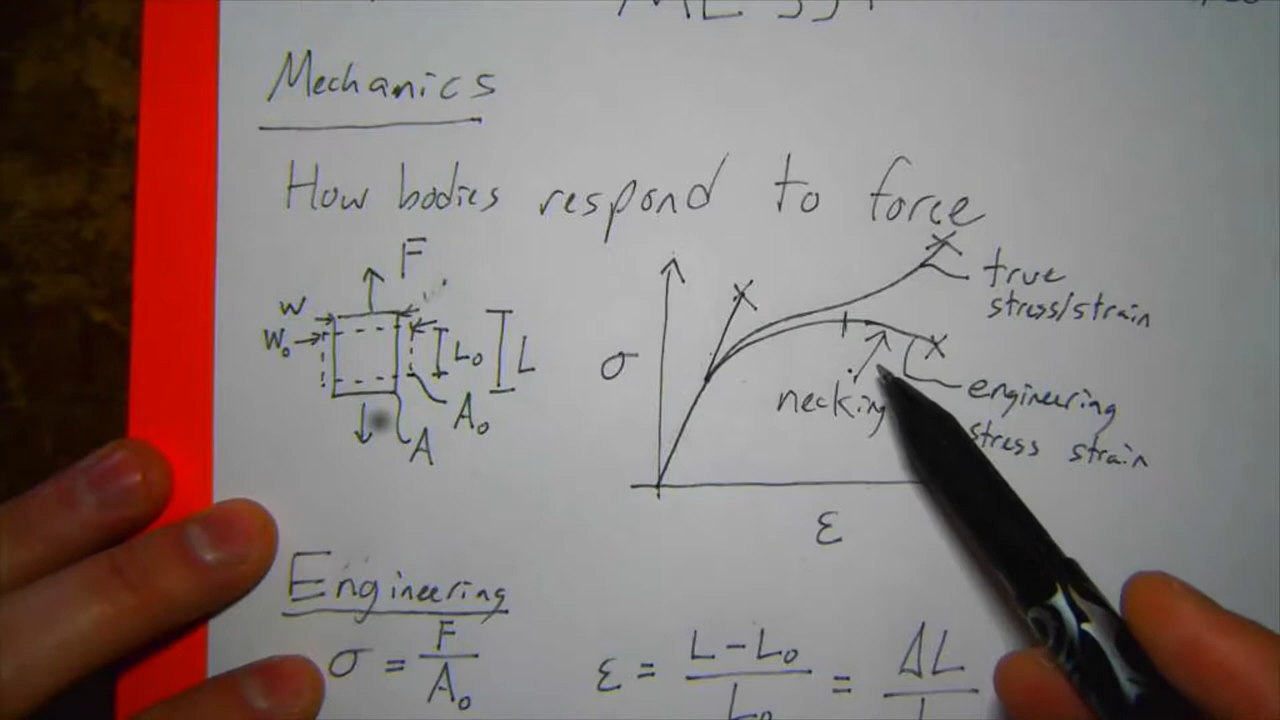 Mechanics
How bodies respond to force
F
w
W₀
L₀
L
A₀
A
σ
ε
true
stress/strain
necking
engineering
stress strain
Engineering
σ = F / A₀
ε = (L - L₀) / L₀ = ΔL